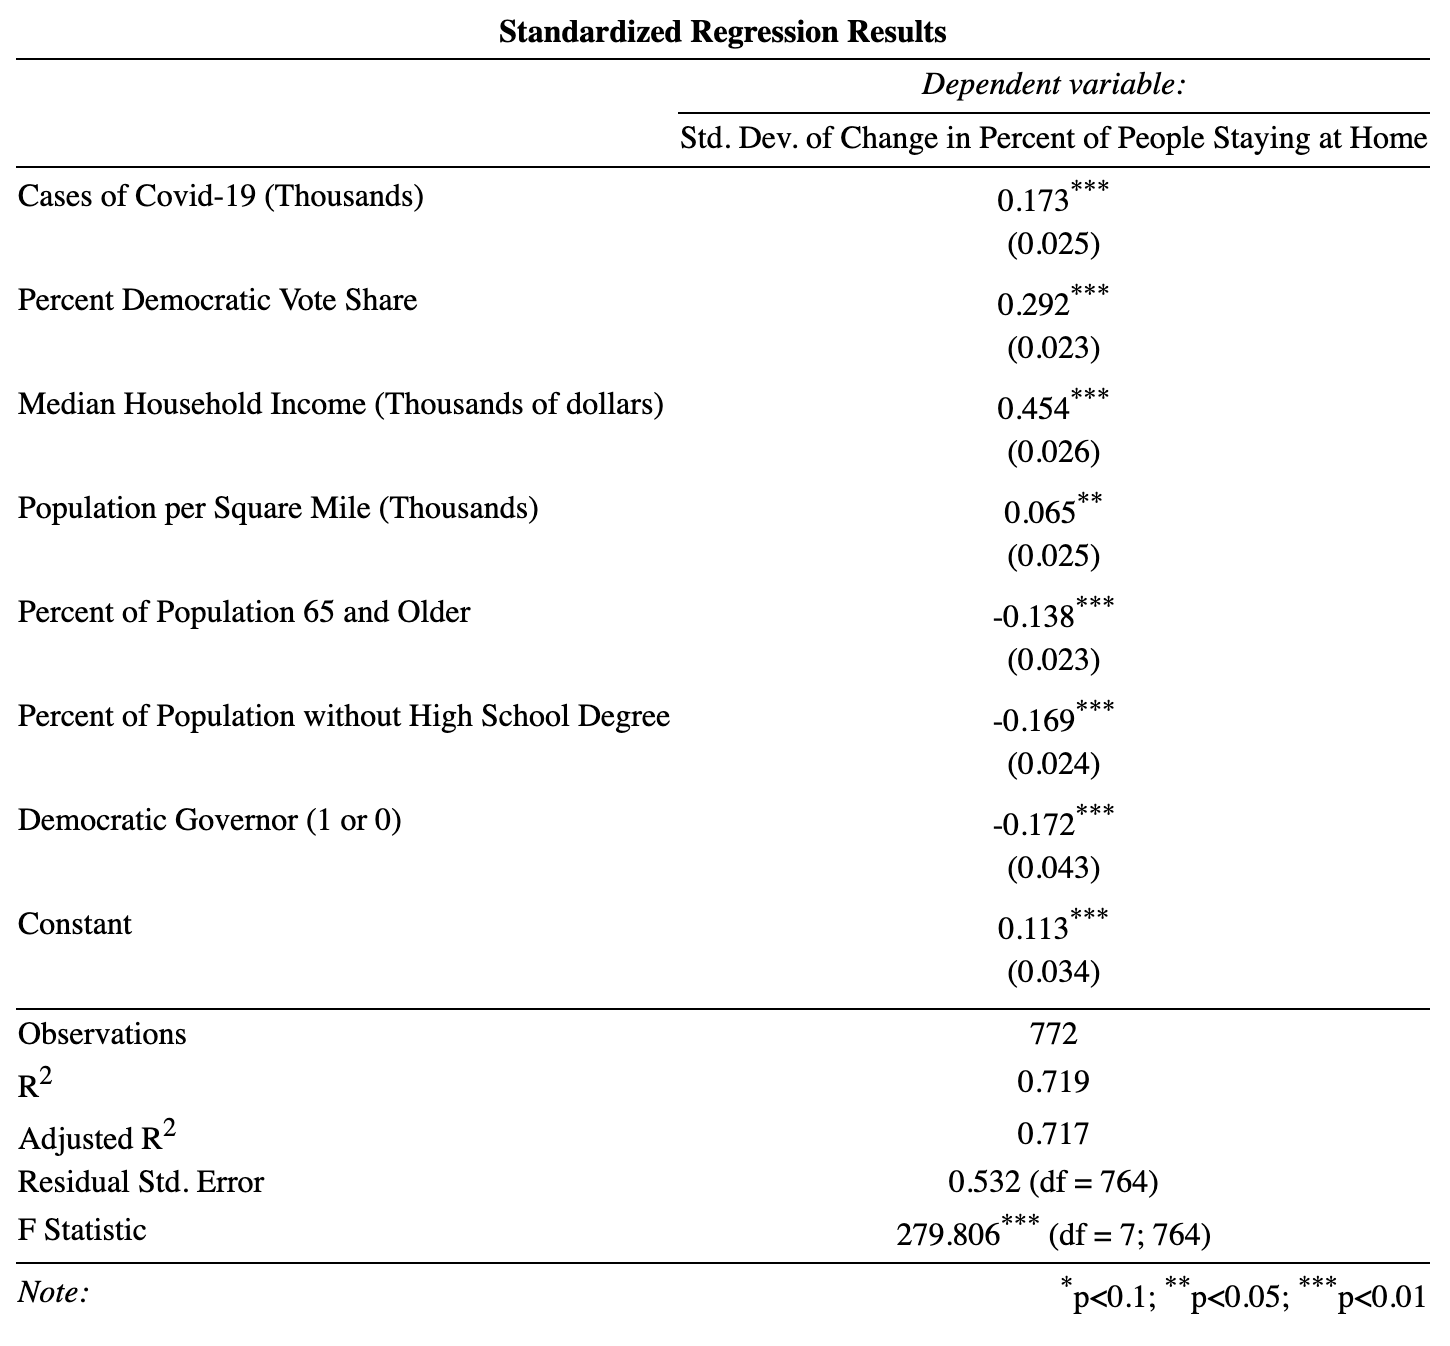 Standardized Regression Results
Dependent variable:
Std. Dev. of Change in Percent of People Staying at Home
Cases of Covid-19 (Thousands) 0.173***
(0.025)
Percent Democratic Vote Share 0.292***
(0.023)
Median Household Income (Thousands of dollars) 0.454***
(0.026)
Population per Square Mile (Thousands) 0.065**
(0.025)
Percent of Population 65 and Older -0.138***
(0.023)
Percent of Population without High School Degree -0.169***
(0.024)
Democratic Governor (1 or 0) -0.172***
(0.043)
Constant 0.113***
(0.034)
Observations 772
R2 0.719
Adjusted R2 0.717
Residual Std. Error 0.532 (df = 764)
F Statistic 279.806*** (df = 7; 764)
Note: *p<0.1; **p<0.05; ***p<0.01